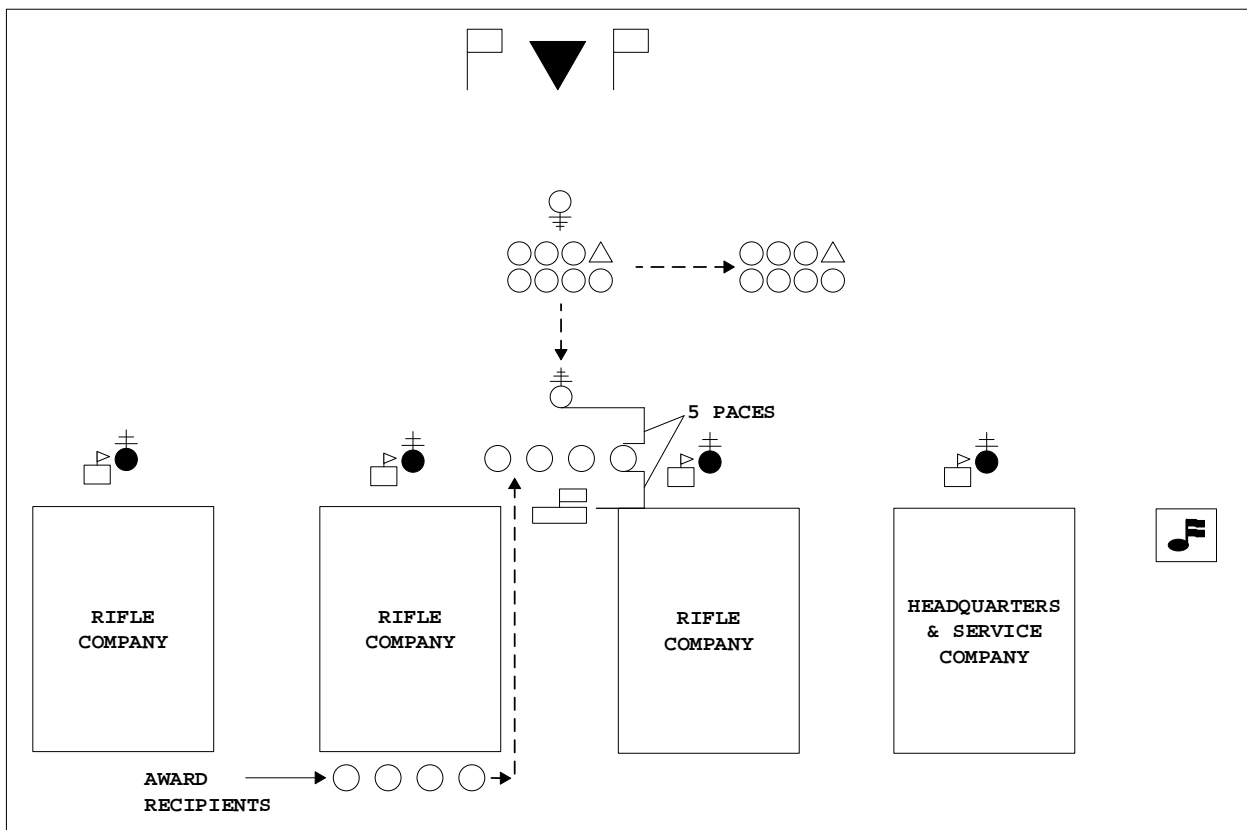 5 PACES
RIFLE
COMPANY
RIFLE
COMPANY
RIFLE
COMPANY
HEADQUARTERS
& SERVICE
COMPANY
AWARD
RECIPIENTS